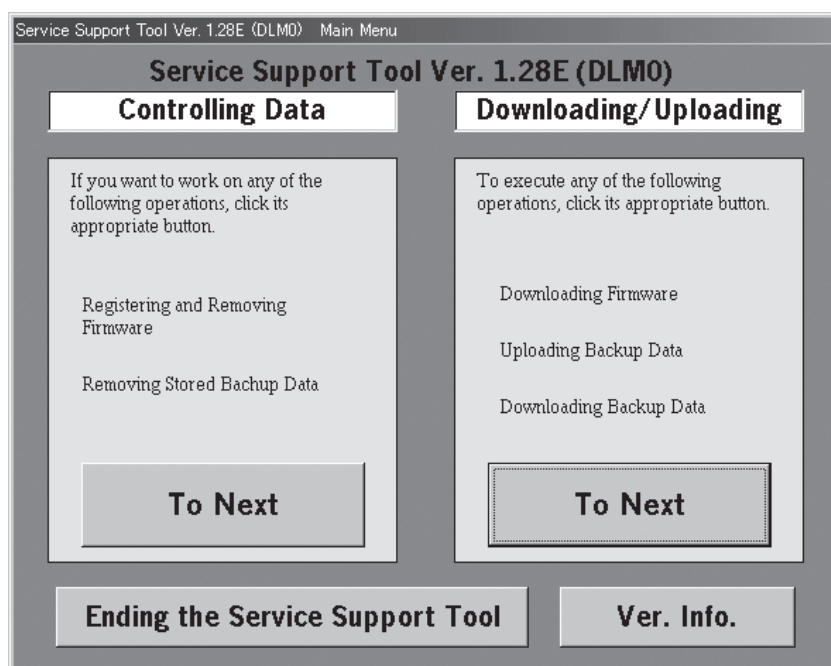 Service Support Tool Ver. 1.28E (DLM0) Main Menu
Service Support Tool Ver. 1.28E (DLM0)
Controlling Data
If you want to work on any of the
following operations, click its
appropriate button.
Registering and Removing
Firmware
Removing Stored Bachup Data
To Next
Downloading/Uploading
To execute any of the following
operations, click its appropriate button.
Downloading Firmware
Uploading Backup Data
Downloading Backup Data
To Next
Ending the Service Support Tool
Ver. Info.